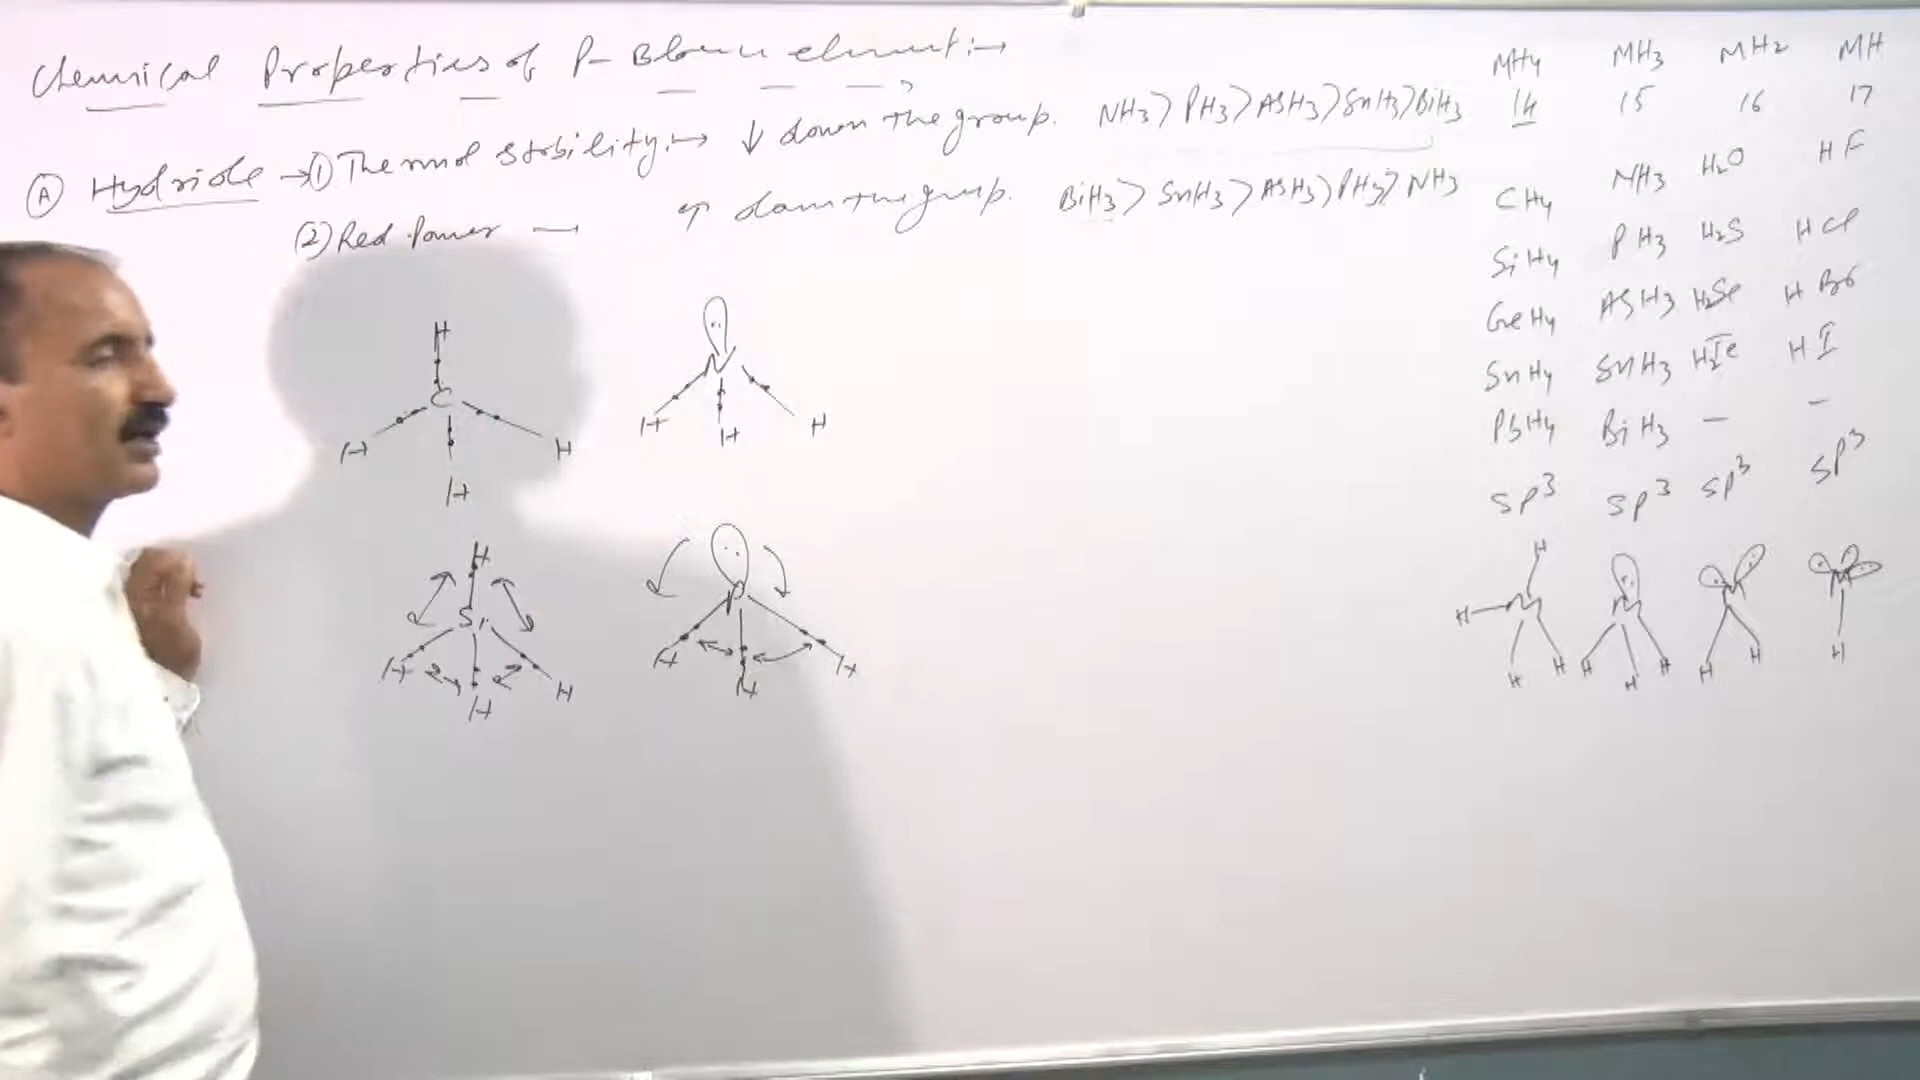 Chemical Properties of P-Block element :→
MH4 MH3 MH2 MH
14 15 16 17
(A) Hydride → (1) Thermal stability :→ ↓ down the group. NH3 > PH3 > ASH3 > SnH3 > BiH3
(2) Red Power → ↑ down the group. BiH3 > SnH3 > ASH3 > PH3 > NH3
CH4 NH3 H2O HF
SiH4 PH3 H2S HCl
GeH4 ASH3 H2Se HBr
SnH4 SnH3 H2Te HI
PbH4 BiH3 – –
SP3 SP3 SP3 SP3
H
C
H H
H
N
H H H
H
Si
H H H
P
H H H
H
H M
H H
M
H H H
M
H H
M
H